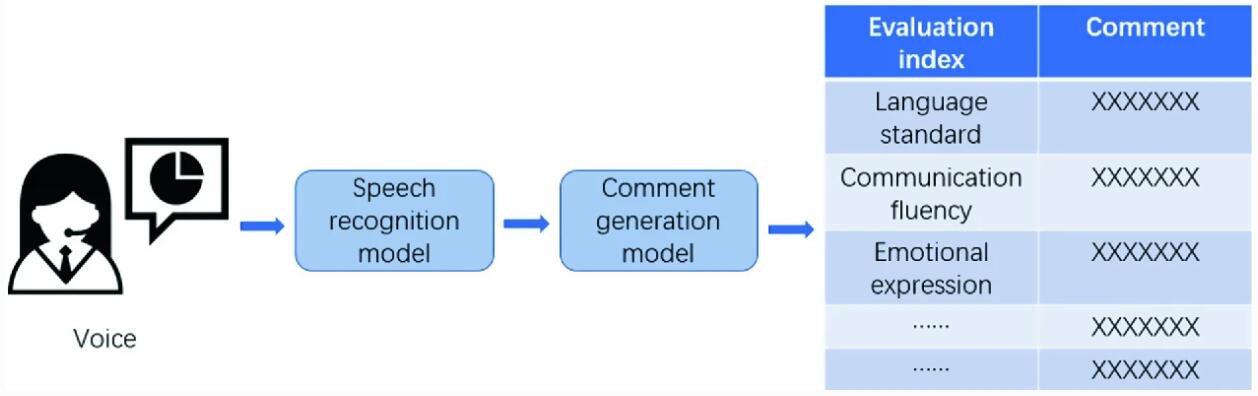 Voice
Speech
recognition
model
Comment
generation
model
Evaluation
index
Comment
Language
standard
XXXXXXX
Communication
fluency
XXXXXXX
Emotional
expression
XXXXXXX
······
XXXXXXX
······
XXXXXXX